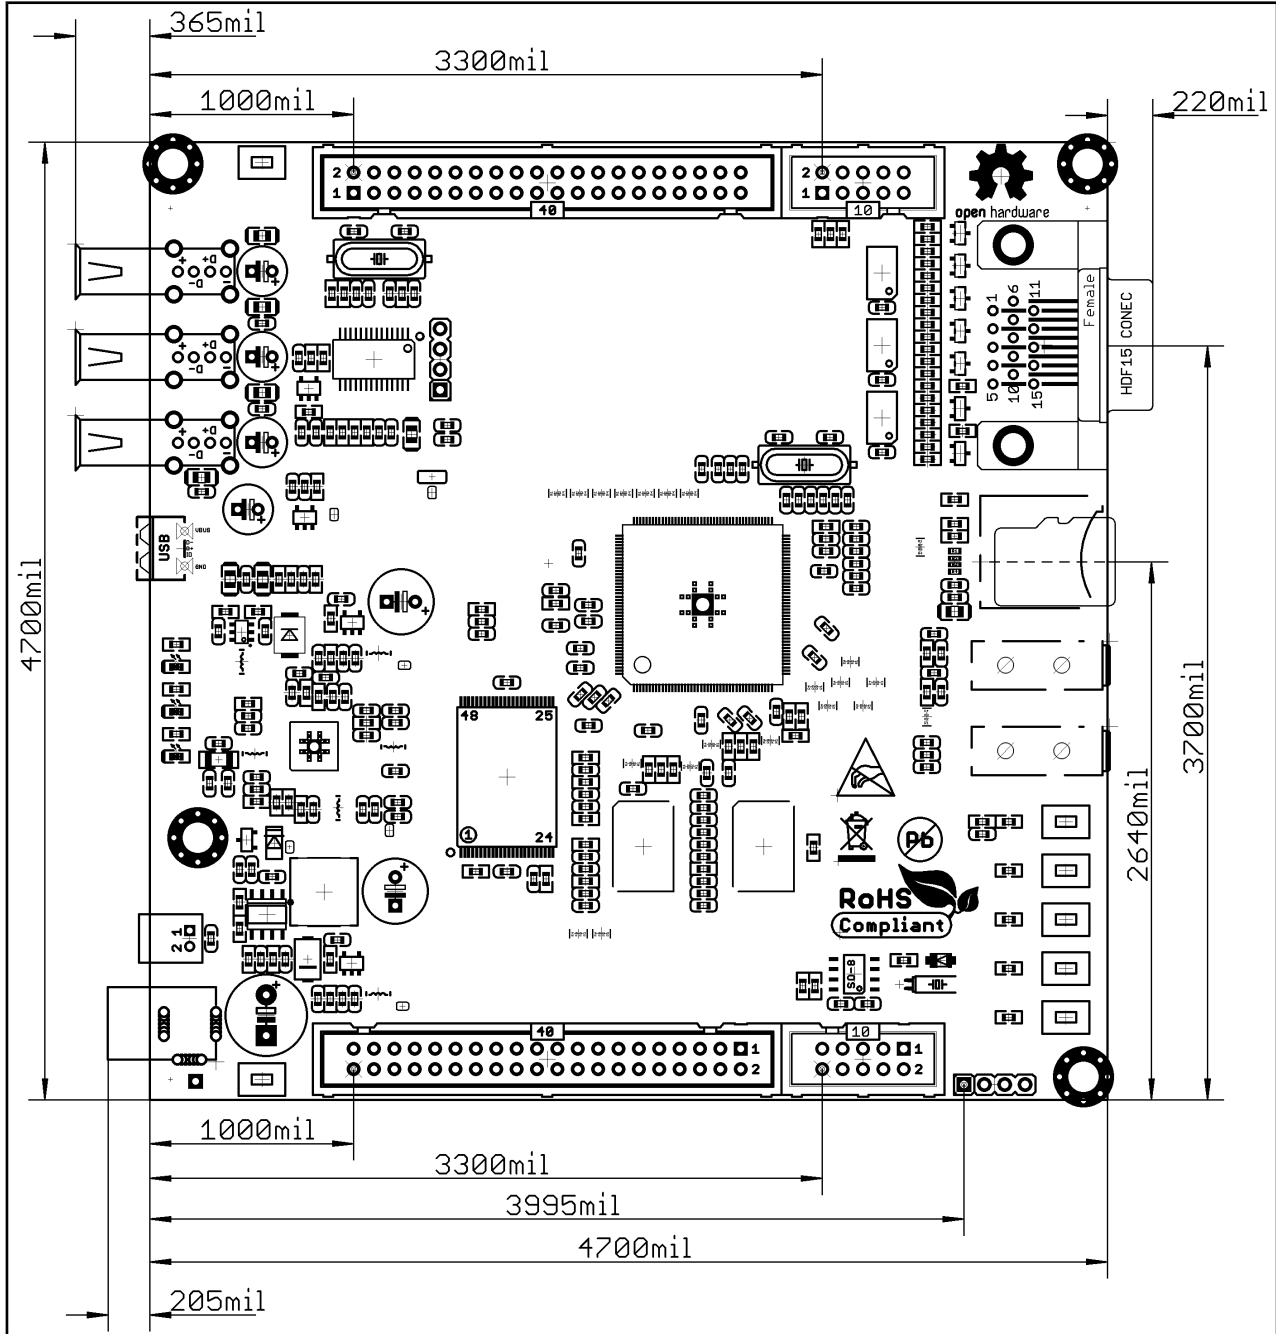 365mil
3300mil
1000mil
220mil
2
1
40
2
1
10
open hardware
+ D+ D- -
+ D+ D- -
+ D+ D- -
1 6 11
5 10 15
Female
HDF15 CONEC
USB
VBUS
GND
4700mil
48 25
1 24
3700mil
2640mil
Pb
RoHS
Compliant
2 1
SO-8
40
1
2
10
1
2
1000mil
3300mil
3995mil
4700mil
205mil